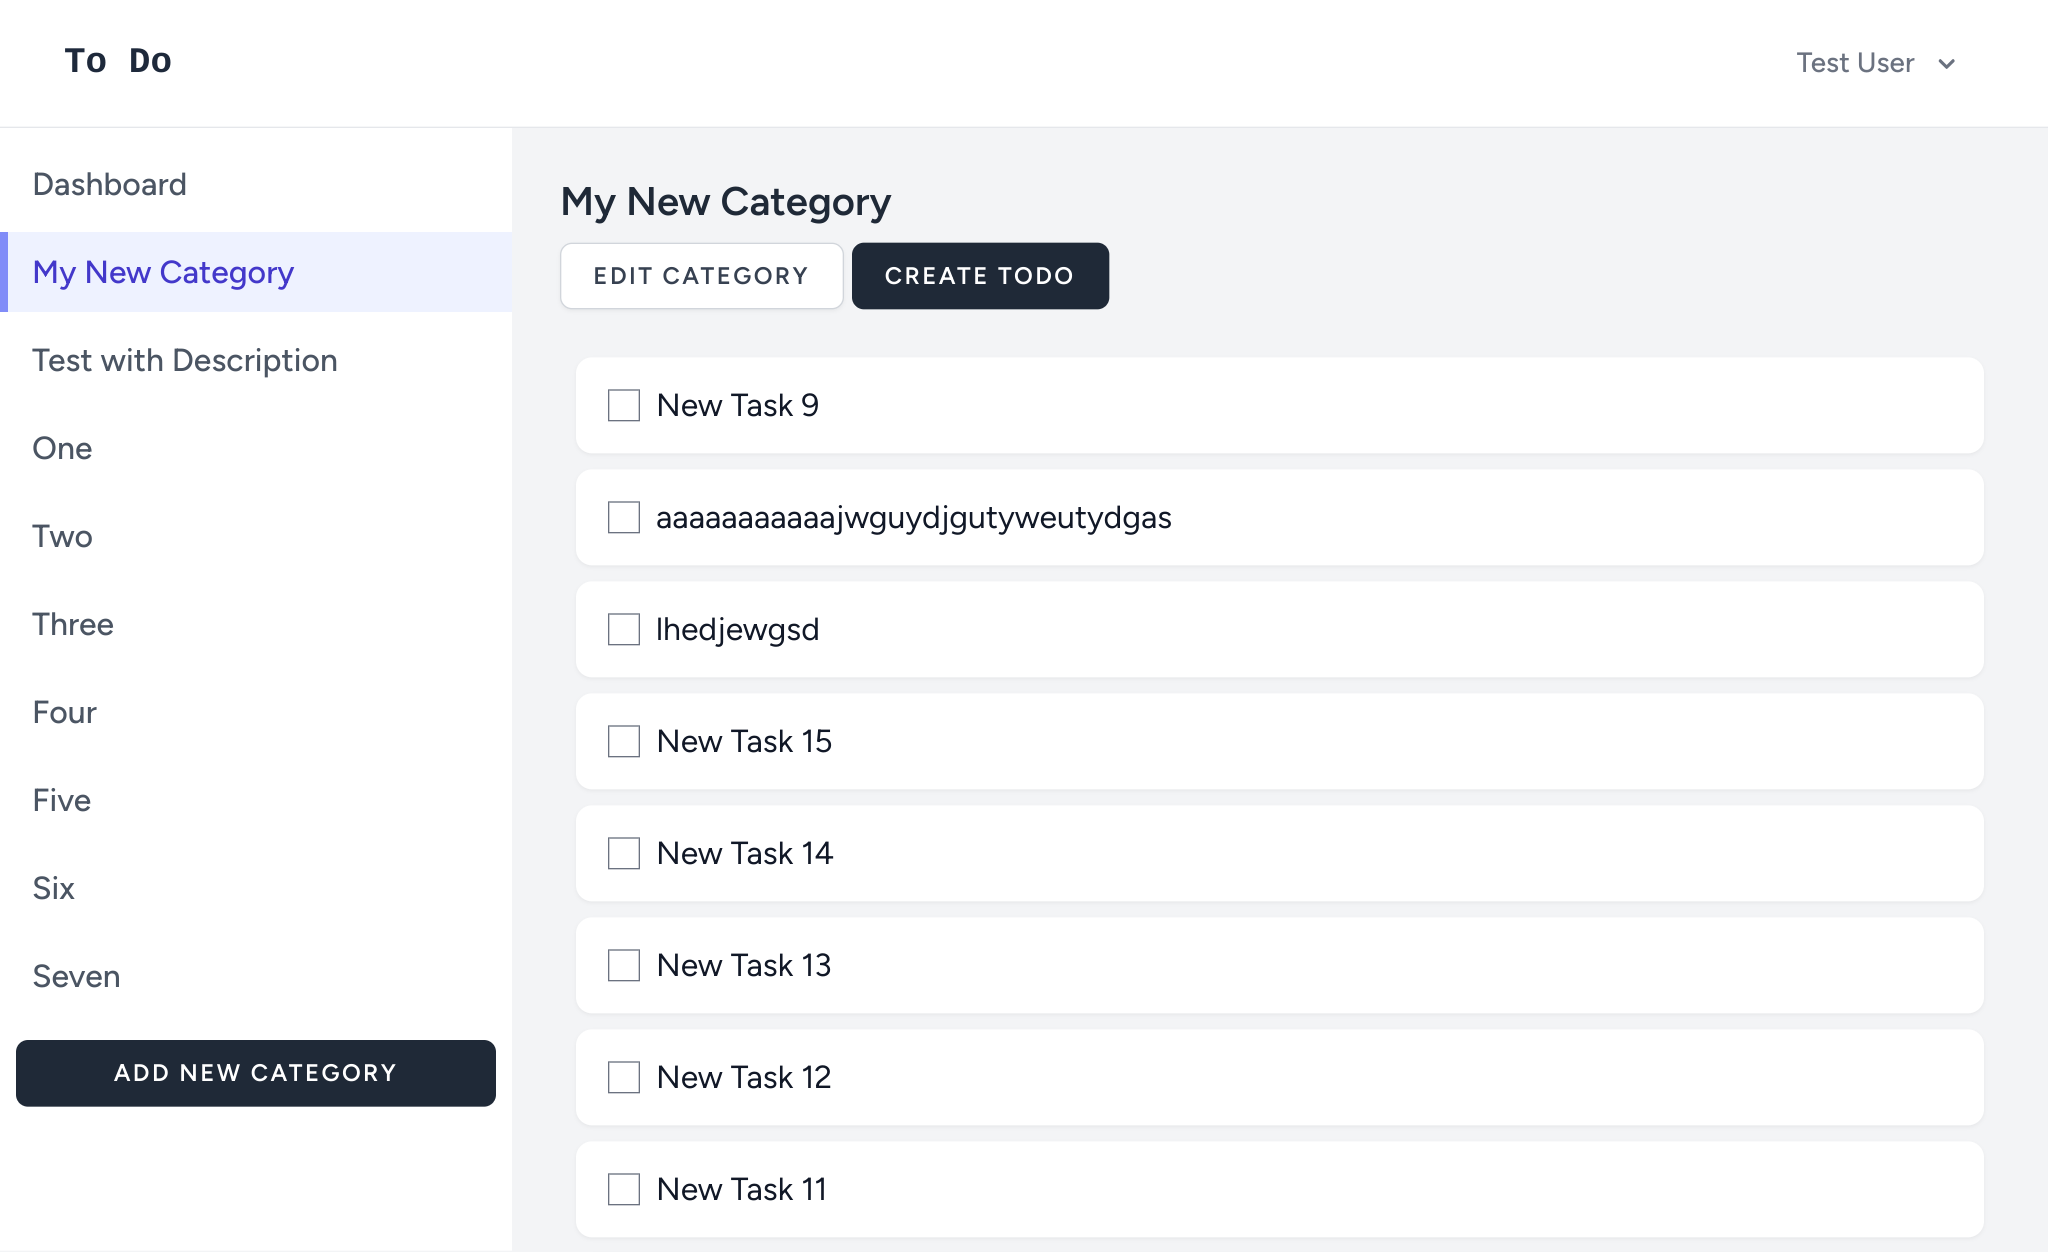 To Do
Test User
Dashboard
My New Category
Test with Description
One
Two
Three
Four
Five
Six
Seven
ADD NEW CATEGORY
My New Category
EDIT CATEGORY
CREATE TODO
New Task 9
aaaaaaaaaaajwguydjgutyweutydgas
lhedjewgsd
New Task 15
New Task 14
New Task 13
New Task 12
New Task 11